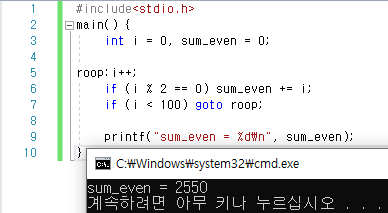 1 #include<stdio.h>
2 main() {
3 int i = 0, sum_even = 0;
4
5 roop:i++;
6 if (i % 2 == 0) sum_even += i;
7 if (i < 100) goto roop;
8
9 printf("sum_even = %d₩n", sum_even);
10 }
C:₩Windows₩system32₩cmd.exe
sum_even = 2550
계속하려면 아무 키나 누르십시오 . . .